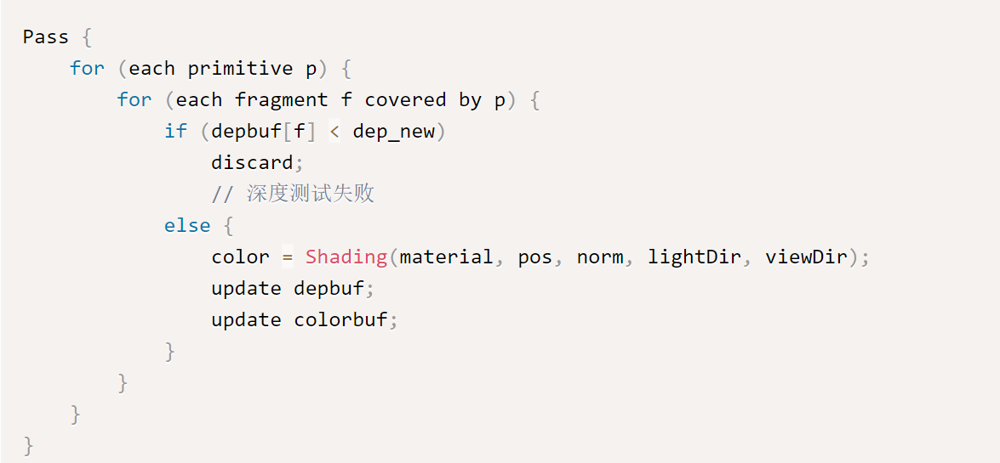 Pass {
    for (each primitive p) {
        for (each fragment f covered by p) {
            if (depbuf[f] < dep_new)
                discard;
                // 深度测试失败
            else {
                color = Shading(material, pos, norm, lightDir, viewDir);
                update depbuf;
                update colorbuf;
            }
        }
    }
}